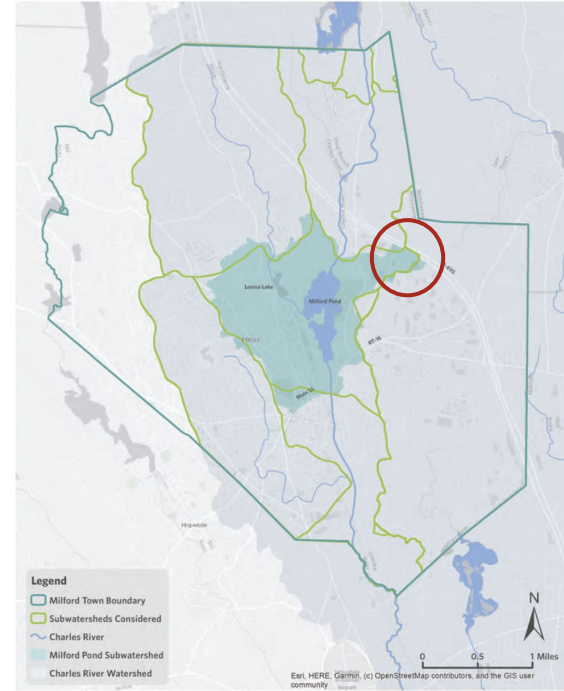 Louisa Lake
Milford Pond
I-495
RT-16
Milford
Main St.
Hopedale
Legend
Milford Town Boundary
Subwatersheds Considered
Charles River
Milford Pond Subwatershed
Charles River Watershed
N
0 0.5 1 Miles
Esri, HERE, Garmin, (c) OpenStreetMap contributors, and the GIS user
community